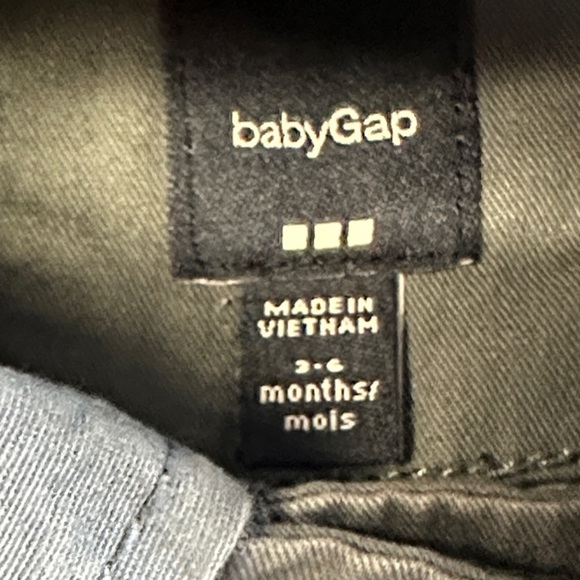 babyGap
MADE IN
VIETNAM
3-6
months/
mois